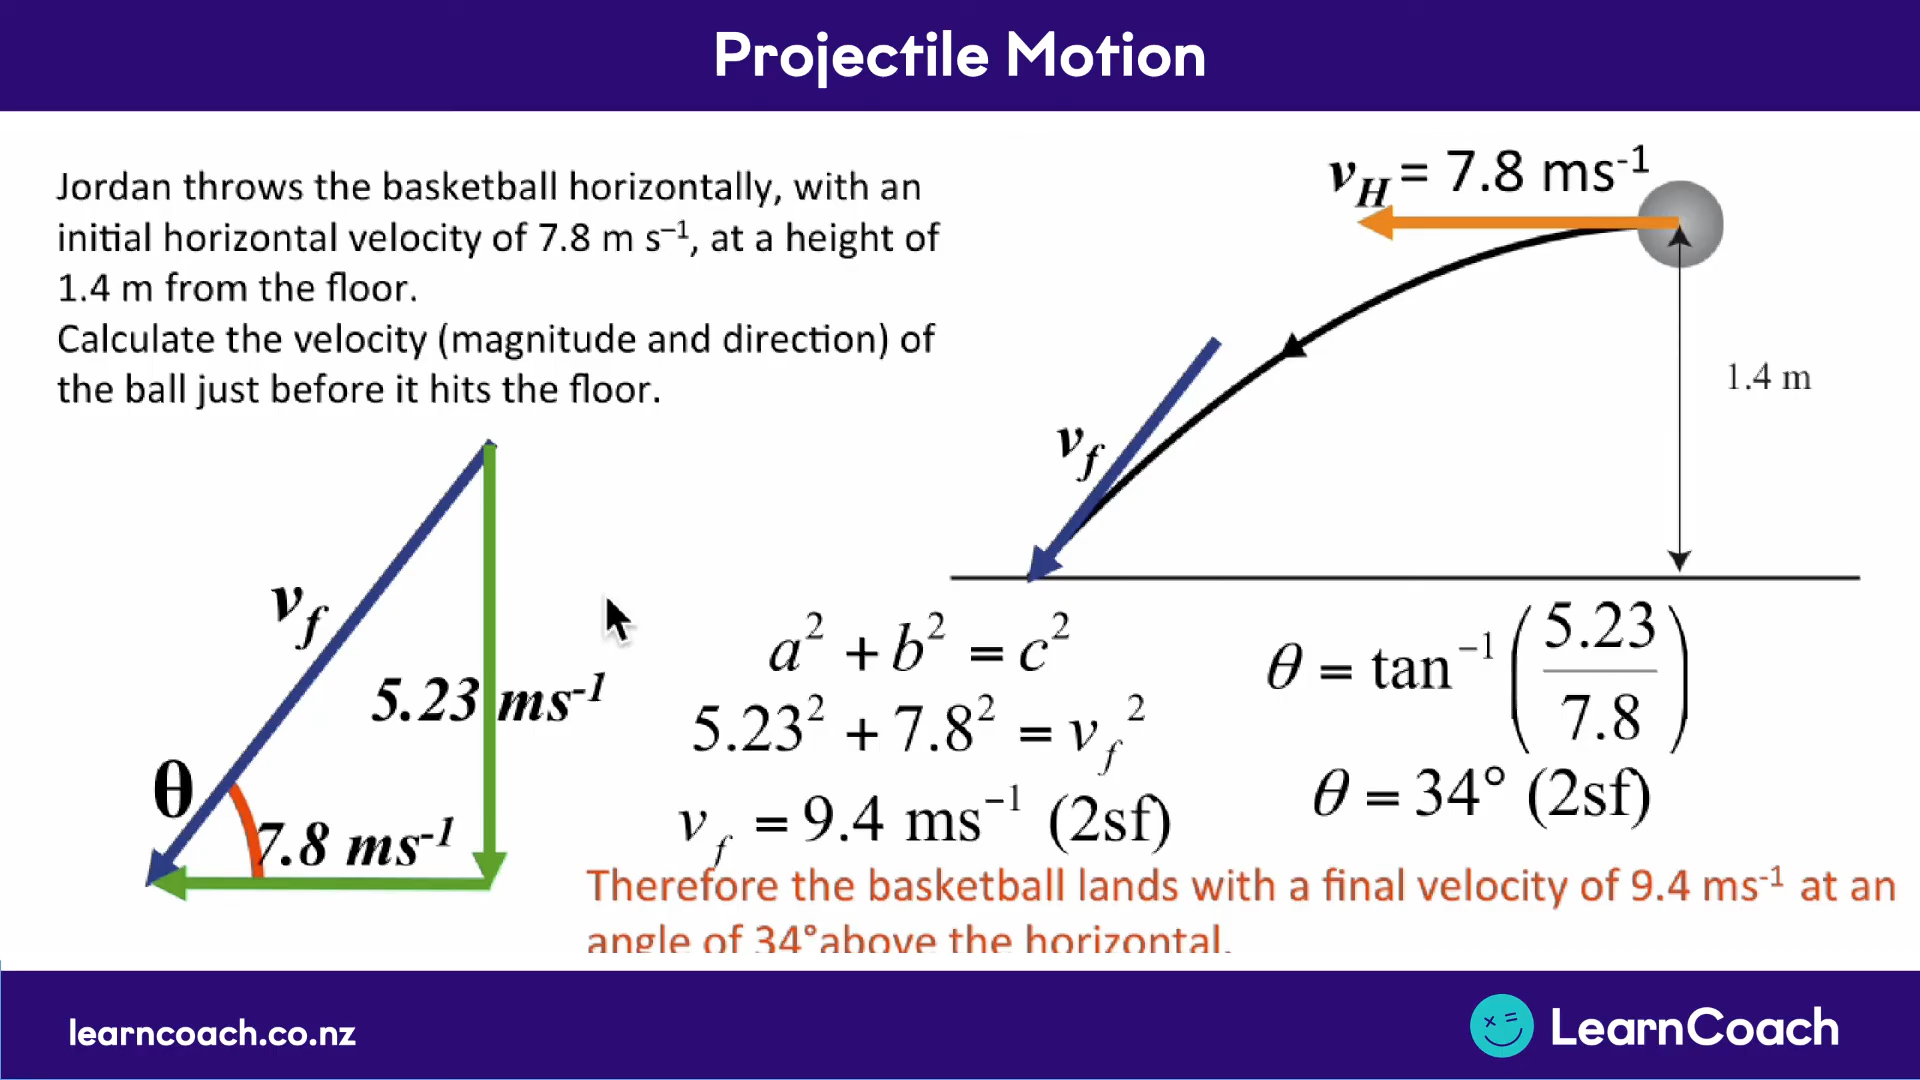 Projectile Motion
Jordan throws the basketball horizontally, with an
initial horizontal velocity of 7.8 m s⁻¹, at a height of
1.4 m from the floor.
Calculate the velocity (magnitude and direction) of
the ball just before it hits the floor.
v_H = 7.8 ms⁻¹
1.4 m
v_f
v_f
5.23 ms⁻¹
θ
7.8 ms⁻¹
a² + b² = c²
5.23² + 7.8² = v_f²
v_f = 9.4 ms⁻¹ (2sf)
θ = tan⁻¹(5.23/7.8)
θ = 34° (2sf)
Therefore the basketball lands with a final velocity of 9.4 ms⁻¹ at an
angle of 34°above the horizontal.
learncoach.co.nz
LearnCoach